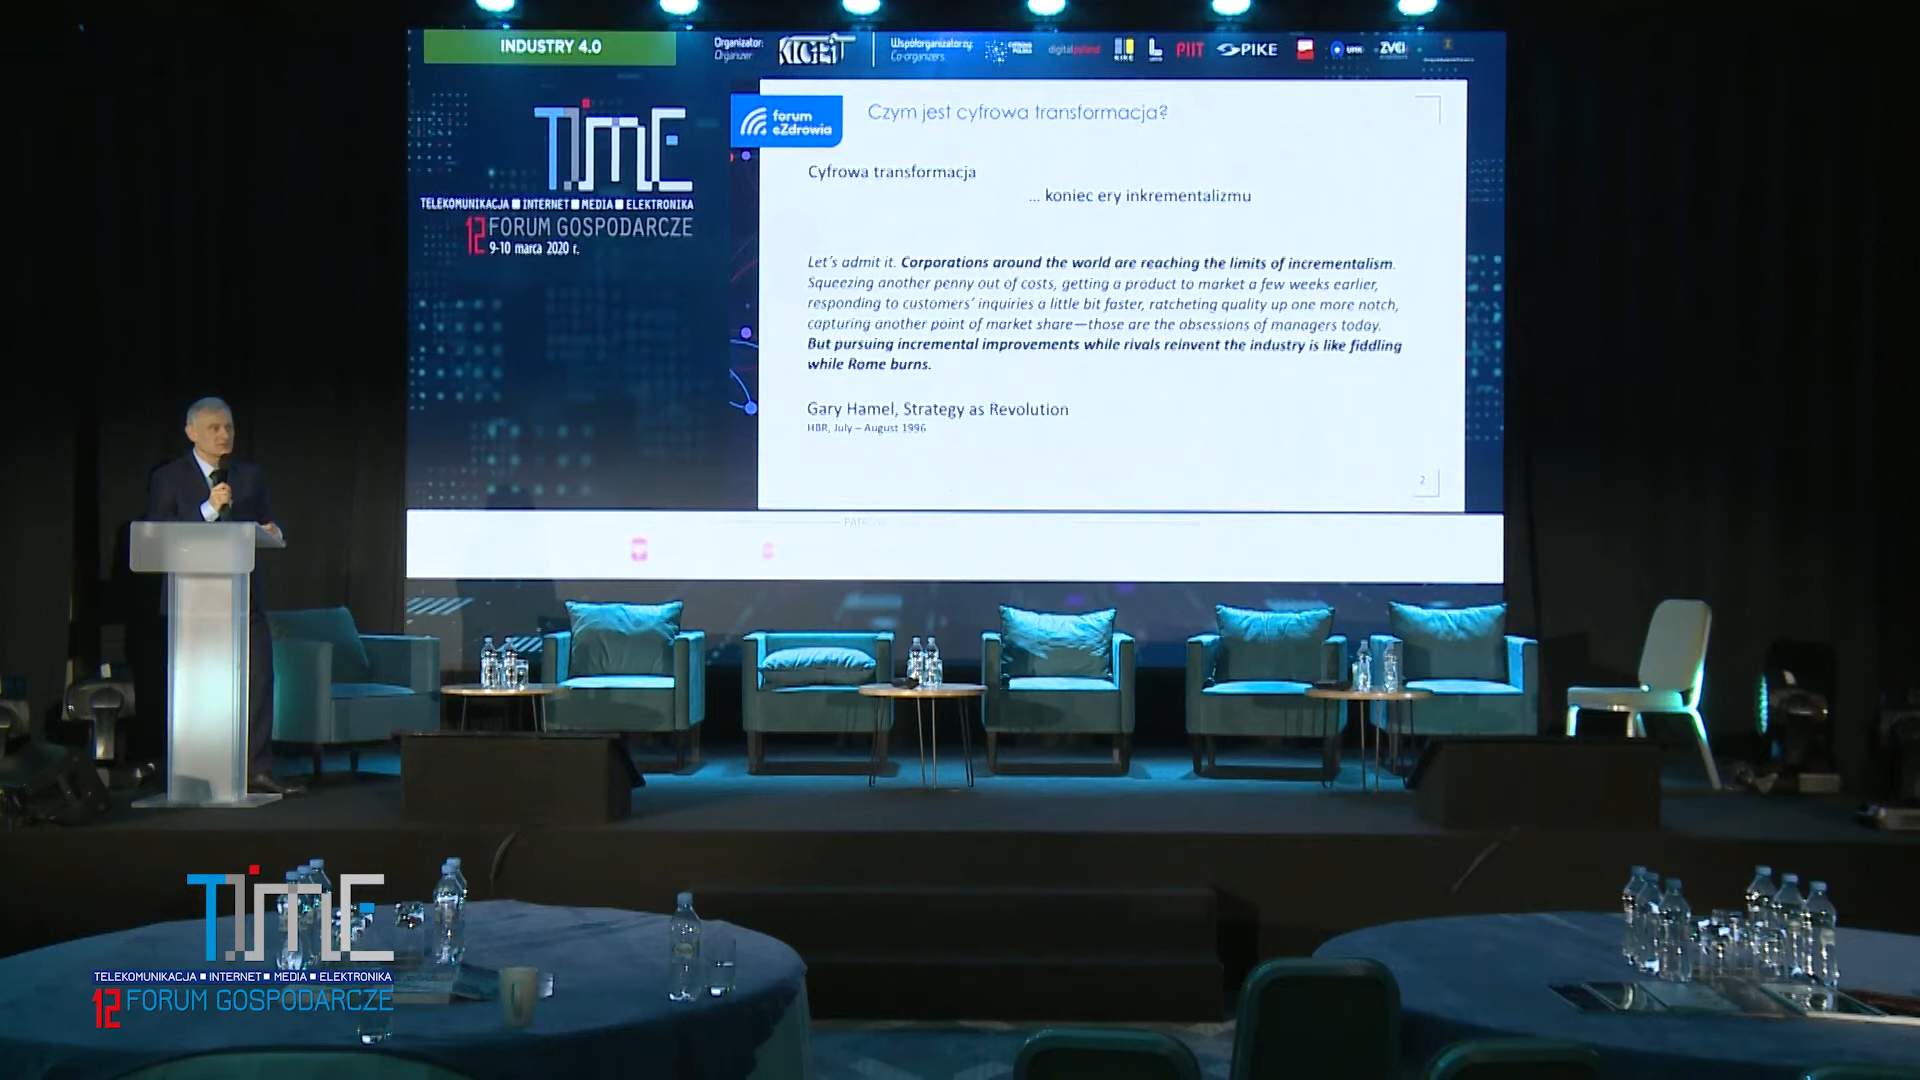 INDUSTRY 4.0
Organizator:
Organizer
KIGEiT
Współorganizatorzy:
Co-organizers
digitalpoland
PIIT
PIKE
ZVEI
TIME
TELEKOMUNIKACJA ■ INTERNET ■ MEDIA ■ ELEKTRONIKA
12 FORUM GOSPODARCZE
9-10 marca 2020 r.
forum
eZdrowia
Czym jest cyfrowa transformacja?
Cyfrowa transformacja
... koniec ery inkrementalizmu
Let's admit it. Corporations around the world are reaching the limits of incrementalism.
Squeezing another penny out of costs, getting a product to market a few weeks earlier,
responding to customers' inquiries a little bit faster, ratcheting quality up one more notch,
capturing another point of market share—those are the obsessions of managers today.
But pursuing incremental improvements while rivals reinvent the industry is like fiddling
while Rome burns.
Gary Hamel, Strategy as Revolution
HBR, July – August 1996
2
TIME
TELEKOMUNIKACJA ■ INTERNET ■ MEDIA ■ ELEKTRONIKA
12 FORUM GOSPODARCZE